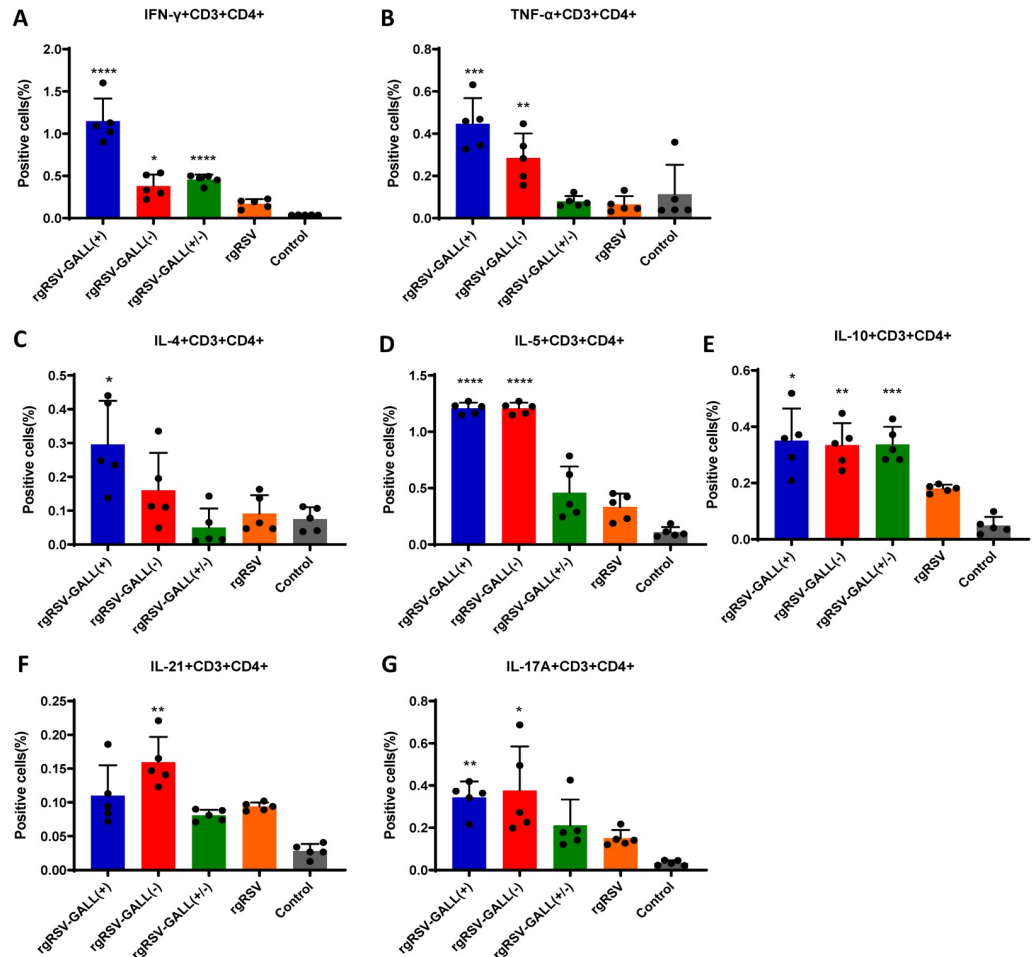 A
IFN-γ+CD3+CD4+
Positive cells(%)
2.0
1.5
1.0
0.5
0.0
****
*
****
rgRSV-GALL(+)
rgRSV-GALL(-)
rgRSV-GALL(+/-)
rgRSV
Control
B
TNF-α+CD3+CD4+
Positive cells(%)
0.8
0.6
0.4
0.2
0.0
***
**
rgRSV-GALL(+)
rgRSV-GALL(-)
rgRSV-GALL(+/-)
rgRSV
Control
C
IL-4+CD3+CD4+
Positive cells(%)
0.5
0.4
0.3
0.2
0.1
0.0
*
rgRSV-GALL(+)
rgRSV-GALL(-)
rgRSV-GALL(+/-)
rgRSV
Control
D
IL-5+CD3+CD4+
Positive cells(%)
1.5
1.0
0.5
0.0
****
****
rgRSV-GALL(+)
rgRSV-GALL(-)
rgRSV-GALL(+/-)
rgRSV
Control
E
IL-10+CD3+CD4+
Positive cells(%)
0.6
0.4
0.2
0.0
*
**
***
rgRSV-GALL(+)
rgRSV-GALL(-)
rgRSV-GALL(+/-)
rgRSV
Control
F
IL-21+CD3+CD4+
Positive cells(%)
0.25
0.20
0.15
0.10
0.05
0.00
**
rgRSV-GALL(+)
rgRSV-GALL(-)
rgRSV-GALL(+/-)
rgRSV
Control
G
IL-17A+CD3+CD4+
Positive cells(%)
0.8
0.6
0.4
0.2
0.0
**
*
rgRSV-GALL(+)
rgRSV-GALL(-)
rgRSV-GALL(+/-)
rgRSV
Control